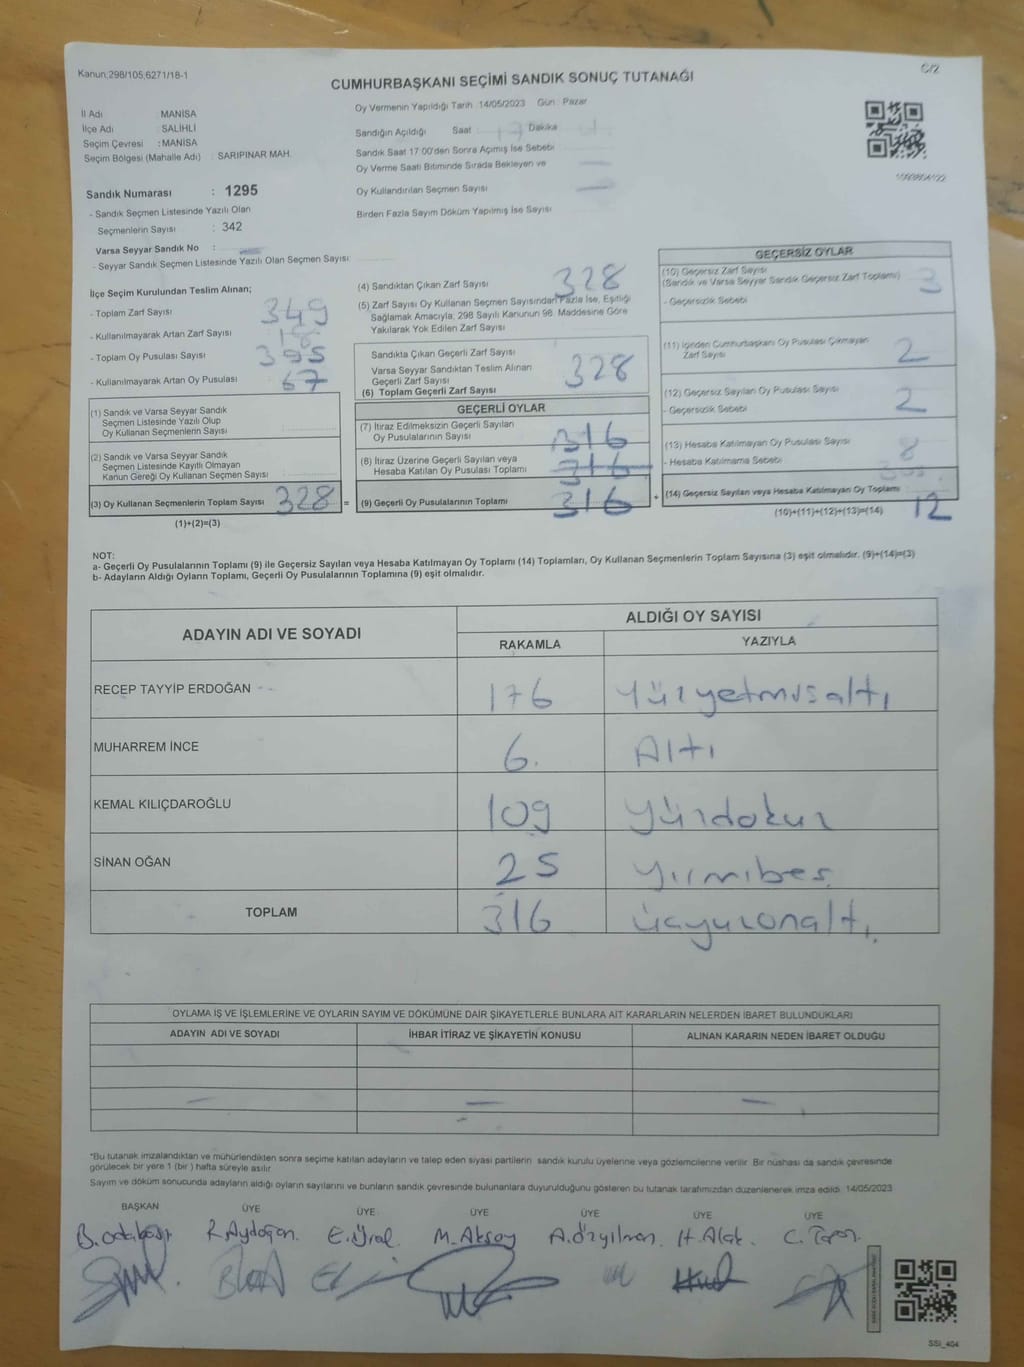 Kanun;298/105,6271/18-1
C/2
CUMHURBAŞKANI SEÇİMİ SANDIK SONUÇ TUTANAĞI
İl Adı : MANİSA
İlçe Adı : SALİHLİ
Seçim Çevresi : MANİSA
Seçim Bölgesi (Mahalle Adı) : SARIPINAR MAH.
Sandık Numarası : 1295
- Sandık Seçmen Listesinde Yazılı Olan
Seçmenlerin Sayısı : 342
Varsa Seyyar Sandık No :
- Seyyar Sandık Seçmen Listesinde Yazılı Olan Seçmen Sayısı:
Oy Vermenin Yapıldığı Tarih :14/05/2023 Gün: Pazar
Sandığın Açıldığı Saat 17 Dakika
Sandık Saat 17:00'den Sonra Açımış İse Sebebi
Oy Verme Saati Bitiminde Sırada Bekleyen ve
Oy Kullandırılan Seçmen Sayısı
Birden Fazla Sayım Döküm Yapılmış İse Sayısı
İlçe Seçim Kurulundan Teslim Alınan;
- Toplam Zarf Sayısı 349
- Kullanılmayarak Artan Zarf Sayısı
- Toplam Oy Pusulası Sayısı 395
- Kullanılmayarak Artan Oy Pusulası 67
(1) Sandık ve Varsa Seyyar Sandık
Seçmen Listesinde Yazılı Olup
Oy Kullanan Seçmenlerin Sayısı
(2) Sandık ve Varsa Seyyar Sandık
Seçmen Listesinde Kayıtlı Olmayan
Kanun Gereği Oy Kullanan Seçmen Sayısı
(3) Oy Kullanan Seçmenlerin Toplam Sayısı 328 =
(1)+(2)=(3)
(4) Sandıktan Çıkan Zarf Sayısı 328
(5) Zarf Sayısı Oy Kullanan Seçmen Sayısından Fazla İse, Eşitliği
Sağlamak Amacıyla, 298 Sayılı Kanunun 98. Maddesine Göre
Yakılarak Yok Edilen Zarf Sayısı
Sandıkta Çıkan Geçerli Zarf Sayısı
Varsa Seyyar Sandıktan Teslim Alınan
Geçerli Zarf Sayısı
(6) Toplam Geçerli Zarf Sayısı 328
GEÇERLİ OYLAR
(7) İtiraz Edilmeksizin Geçerli Sayılan
Oy Pusulalarının Sayısı 316
(8) İtiraz Üzerine Geçerli Sayılan veya
Hesaba Katılan Oy Pusulası Toplamı 316
(9) Geçerli Oy Pusulalarının Toplamı 316 +
GEÇERSİZ OYLAR
(10) Geçersiz Zarf Sayısı
(Sandık ve Varsa Seyyar Sandık Geçersiz Zarf Toplamı)
- Geçersizlik Sebebi
(11) İçinden Cumhurbaşkanı Oy Pusulası Çıkmayan
Zarf Sayısı 2
(12) Geçersiz Sayılan Oy Pusulası Sayısı 2
- Geçersizlik Sebebi
(13) Hesaba Katılmayan Oy Pusulası Sayısı 8
- Hesaba Katılmama Sebebi
(14) Geçersiz Sayılan veya Hesaba Katılmayan Oy Toplamı 12
(10)+(11)+(12)+(13)=(14)
NOT:
a- Geçerli Oy Pusulalarının Toplamı (9) ile Geçersiz Sayılan veya Hesaba Katılmayan Oy Toplamı (14) Toplamları, Oy Kullanan Seçmenlerin Toplam Sayısına (3) eşit olmalıdır. (9)+(14)=(3)
b- Adayların Aldığı Oyların Toplamı, Geçerli Oy Pusulalarının Toplamına (9) eşit olmalıdır.
ADAYIN ADI VE SOYADI ALDIĞI OY SAYISI
RAKAMLA YAZIYLA
RECEP TAYYİP ERDOĞAN 176 Yüzyetmişaltı
MUHARREM İNCE 6. Altı
KEMAL KILIÇDAROĞLU 109 Yüzdokuz
SİNAN OĞAN 25 Yirmibeş
TOPLAM 316 Üçyüzonaltı
OYLAMA İŞ VE İŞLEMLERİNE VE OYLARIN SAYIM VE DÖKÜMÜNE DAİR ŞİKAYETLERLE BUNLARA AİT KARARLARIN NELERDEN İBARET BULUNDUKLARI
ADAYIN ADI VE SOYADI İHBAR İTİRAZ VE ŞİKAYETİN KONUSU ALINAN KARARIN NEDEN İBARET OLDUĞU
*Bu tutanak imzalandıktan ve mühürlendikten sonra seçime katılan adayların ve talep eden siyasi partilerin sandık kurulu üyelerine veya gözlemcilerine verilir. Bir nüshası da sandık çevresinde
görülecek bir yere 1 (bir) hafta süreyle asılır.
Sayım ve döküm sonucunda adayların aldığı oyların sayılarını ve bunların sandık çevresinde bulunanlara duyurulduğunu gösteren bu tutanak tarafımızdan düzenlenerek imza edildi. 14/05/2023
BAŞKAN ÜYE ÜYE ÜYE ÜYE ÜYE ÜYE
B. Odabaşı R. Aydoğan. E. Ural. M. Aksoy A. Özyılman. H. Alak.
SSI_404